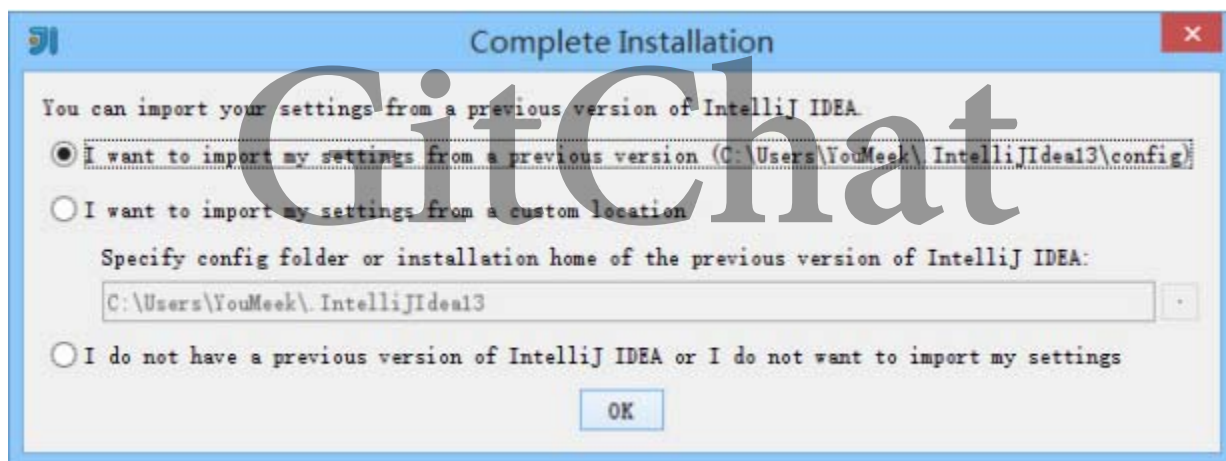 Complete Installation
GitChat
You can import your settings from a previous version of IntelliJ IDEA.
I want to import my settings from a previous version (C:\Users\YouMeek\.IntelliJIdea13\config)
I want to import my settings from a custom location
Specify config folder or installation home of the previous version of IntelliJ IDEA:
C:\Users\YouMeek\.IntelliJIdea13
I do not have a previous version of IntelliJ IDEA or I do not want to import my settings
OK